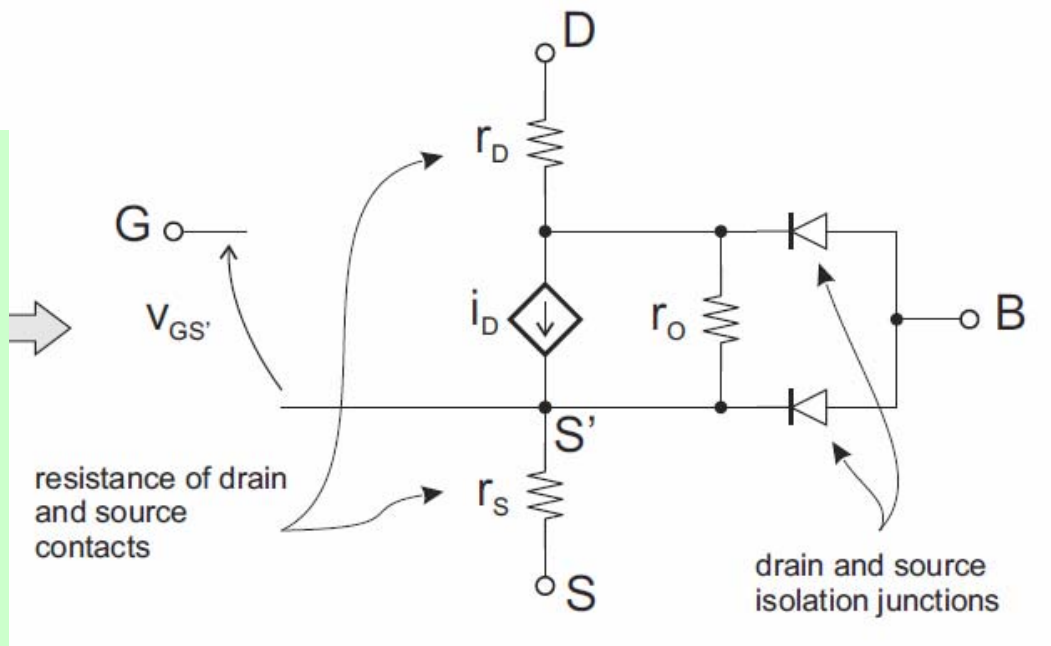 D
r_D
G
v_GS'
i_D
r_O
B
S'
resistance of drain
and source
contacts
r_S
drain and source
isolation junctions
S